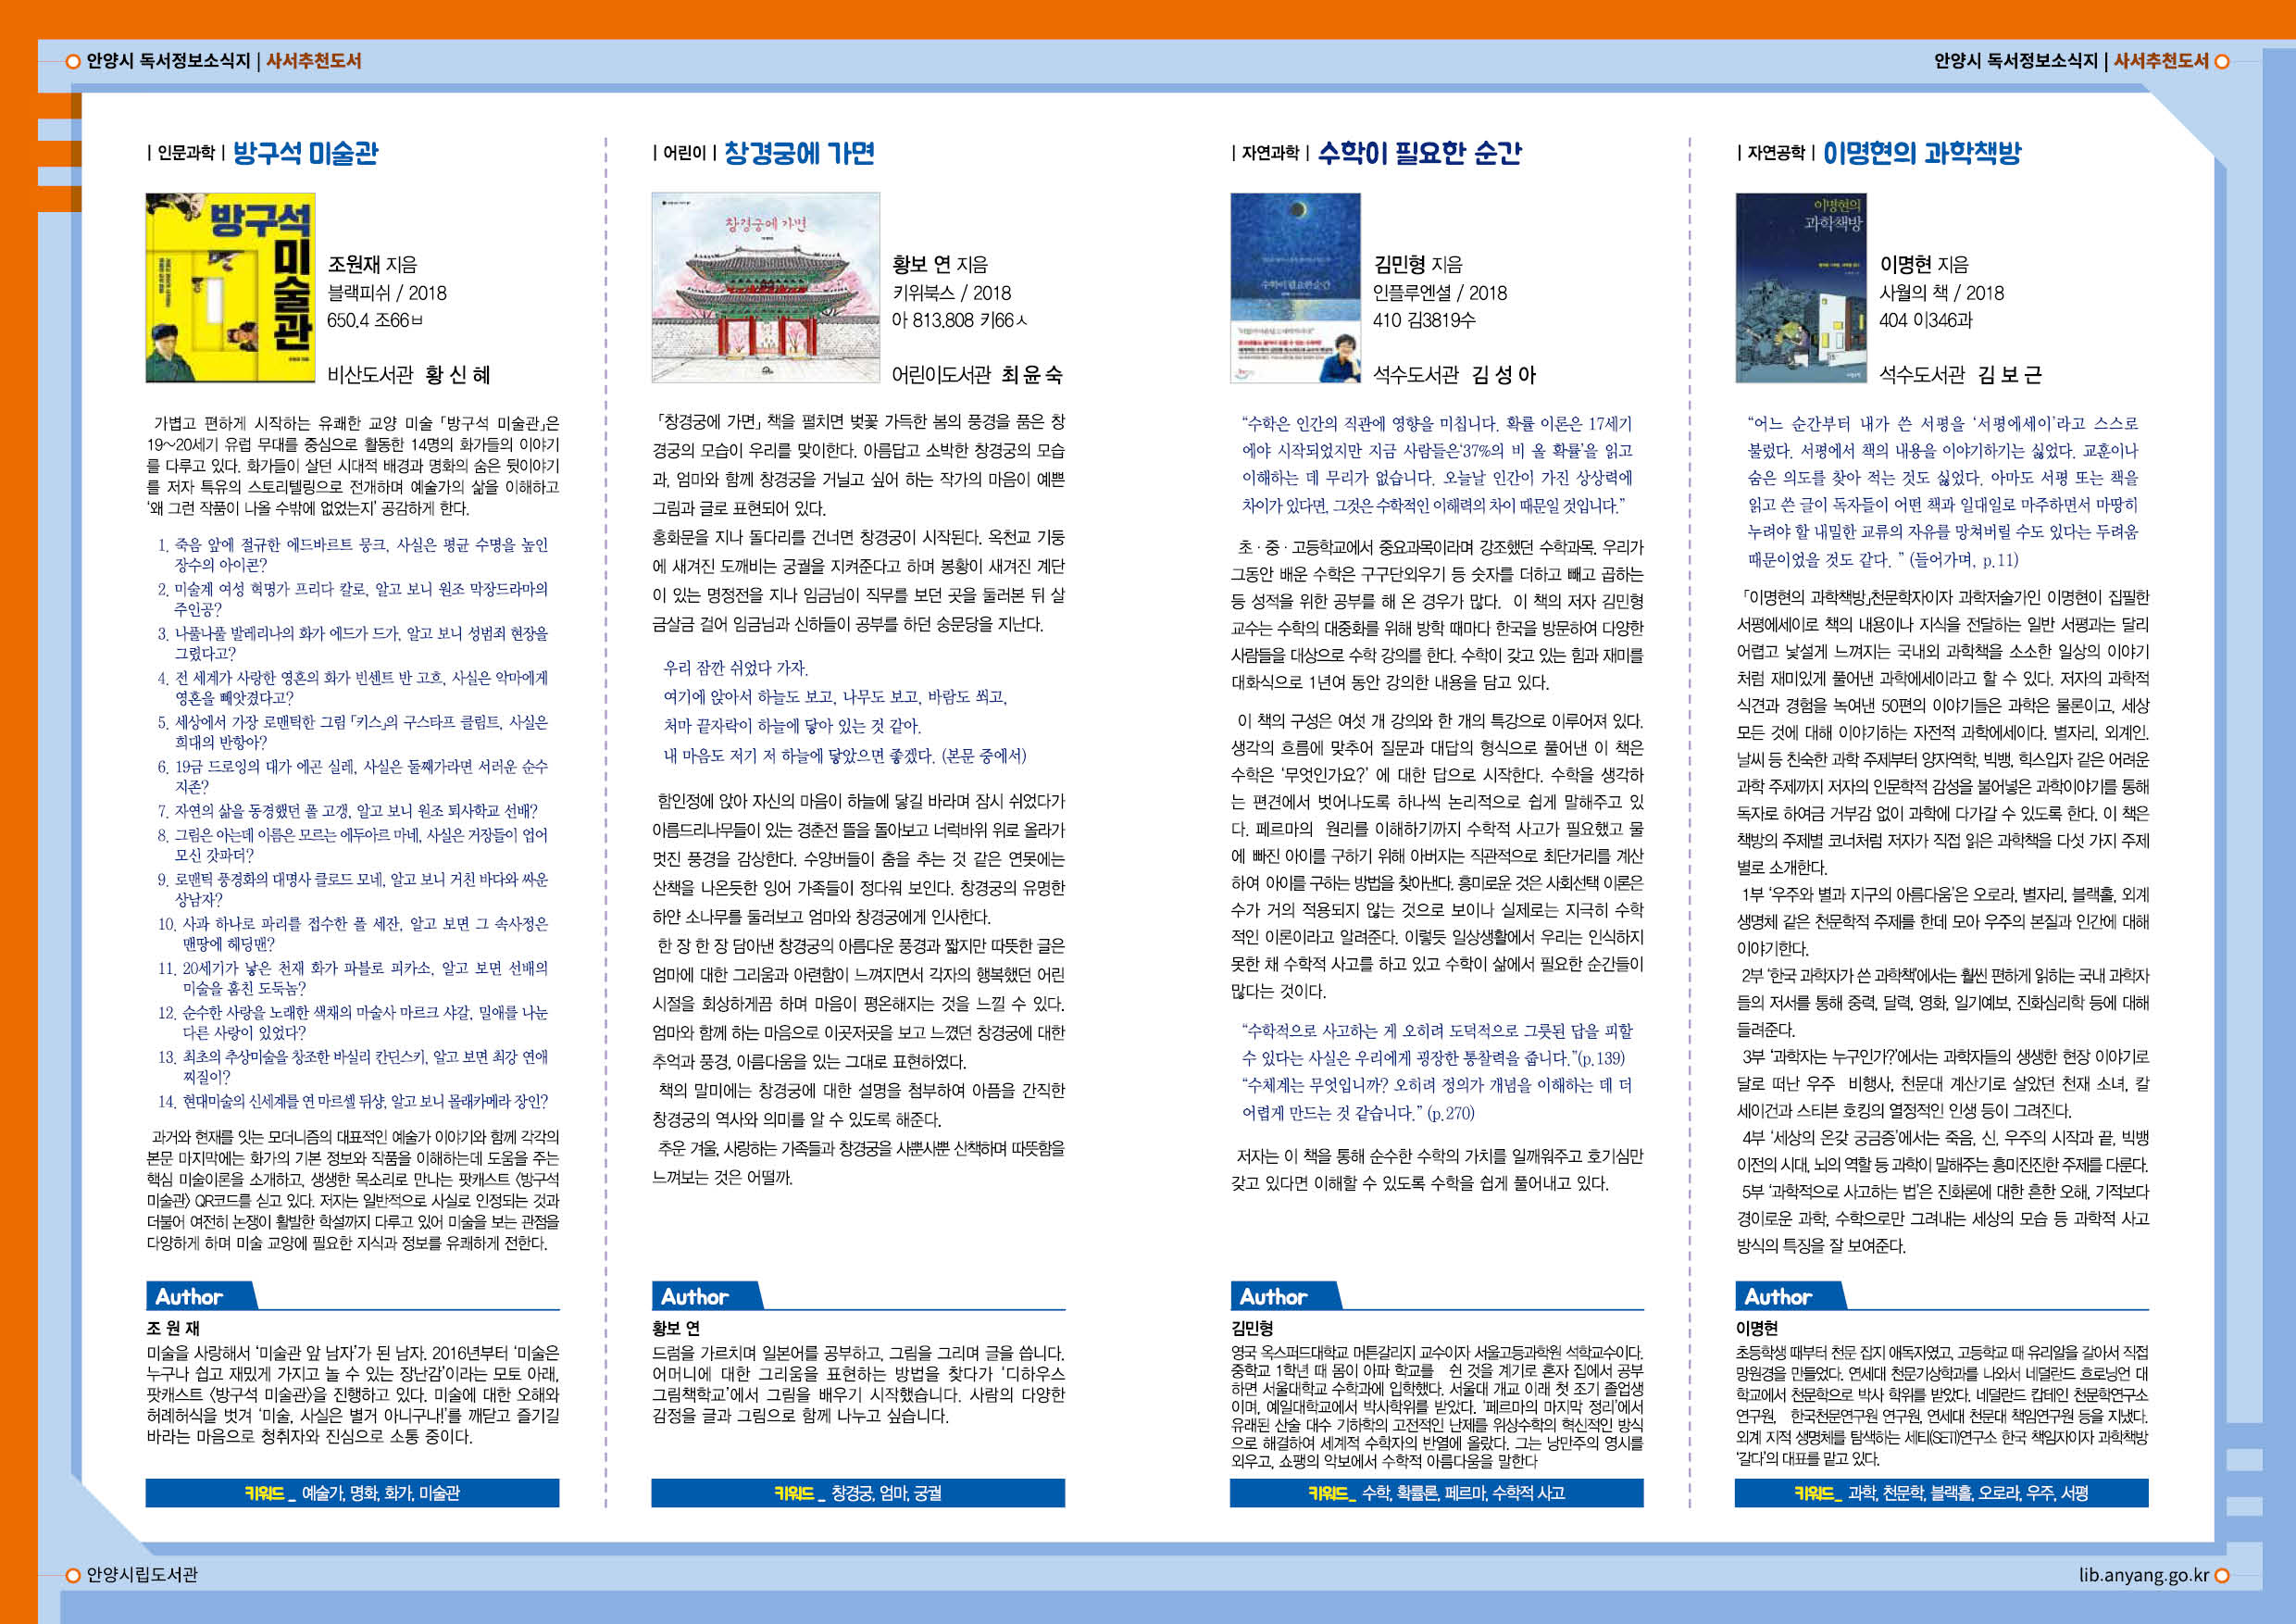 안양시 독서정보소식지 | 사서추천도서
안양시 독서정보소식지 | 사서추천도서
| 인문과학 | 방구석 미술관
방구석
미술관
조원재 지음
블랙피쉬 / 2018
650.4 조66ㅂ
비산도서관 황 신 혜
가볍고 편하게 시작하는 유쾌한 교양 미술 「방구석 미술관」은
19~20세기 유럽 무대를 중심으로 활동한 14명의 화가들의 이야기
를 다루고 있다. 화가들이 살던 시대적 배경과 명화의 숨은 뒷이야기
를 저자 특유의 스토리텔링으로 전개하며 예술가의 삶을 이해하고
‘왜 그런 작품이 나올 수밖에 없었는지’ 공감하게 한다.
1. 죽음 앞에 절규한 에드바르트 뭉크, 사실은 평균 수명을 높인
장수의 아이콘?
2. 미술계 여성 혁명가 프리다 칼로, 알고 보니 원조 막장드라마의
주인공?
3. 나풀나풀 발레리나의 화가 에드가 드가, 알고 보니 성범죄 현장을
그렸다고?
4. 전 세계가 사랑한 영혼의 화가 빈센트 반 고흐, 사실은 악마에게
영혼을 빼앗겼다고?
5. 세상에서 가장 로맨틱한 그림 「키스」의 구스타프 클림트, 사실은
희대의 반항아?
6. 19금 드로잉의 대가 에곤 실레, 사실은 둘째가라면 서러운 순수
지존?
7. 자연의 삶을 동경했던 폴 고갱, 알고 보니 원조 퇴사학교 선배?
8. 그림은 아는데 이름은 모르는 에두아르 마네, 사실은 거장들이 업어
모신 갓파더?
9. 로맨틱 풍경화의 대명사 클로드 모네, 알고 보니 거친 바다와 싸운
상남자?
10. 사과 하나로 파리를 접수한 폴 세잔, 알고 보면 그 속사정은
맨땅에 헤딩맨?
11. 20세기가 낳은 천재 화가 파블로 피카소, 알고 보면 선배의
미술을 훔친 도둑놈?
12. 순수한 사랑을 노래한 색채의 마술사 마르크 샤갈, 밀애를 나눈
다른 사랑이 있었다?
13. 최초의 추상미술을 창조한 바실리 칸딘스키, 알고 보면 최강 연애
찌질이?
14. 현대미술의 신세계를 연 마르셀 뒤샹, 알고 보니 몰래카메라 장인?
과거와 현재를 잇는 모더니즘의 대표적인 예술가 이야기와 함께 각각의
본문 마지막에는 화가의 기본 정보와 작품을 이해하는데 도움을 주는
핵심 미술이론을 소개하고, 생생한 목소리로 만나는 팟캐스트 〈방구석
미술관〉 QR코드를 싣고 있다. 저자는 일반적으로 사실로 인정되는 것과
더불어 여전히 논쟁이 활발한 학설까지 다루고 있어 미술을 보는 관점을
다양하게 하며 미술 교양에 필요한 지식과 정보를 유쾌하게 전한다.
Author
조 원 재
미술을 사랑해서 ‘미술관 앞 남자’가 된 남자. 2016년부터 ‘미술은
누구나 쉽고 재밌게 가지고 놀 수 있는 장난감’이라는 모토 아래,
팟캐스트 〈방구석 미술관〉을 진행하고 있다. 미술에 대한 오해와
허례허식을 벗겨 ‘미술, 사실은 별거 아니구나!’를 깨닫고 즐기길
바라는 마음으로 청취자와 진심으로 소통 중이다.
키워드 _ 예술가, 명화, 화가, 미술관
| 어린이 | 창경궁에 가면
창경궁에 가면
황보 연 지음
키위북스 / 2018
아 813.808 키66ㅅ
어린이도서관 최 윤 숙
「창경궁에 가면」 책을 펼치면 벚꽃 가득한 봄의 풍경을 품은 창
경궁의 모습이 우리를 맞이한다. 아름답고 소박한 창경궁의 모습
과, 엄마와 함께 창경궁을 거닐고 싶어 하는 작가의 마음이 예쁜
그림과 글로 표현되어 있다.
홍화문을 지나 돌다리를 건너면 창경궁이 시작된다. 옥천교 기둥
에 새겨진 도깨비는 궁궐을 지켜준다고 하며 봉황이 새겨진 계단
이 있는 명정전을 지나 임금님이 직무를 보던 곳을 둘러본 뒤 살
금살금 걸어 임금님과 신하들이 공부를 하던 숭문당을 지난다.
우리 잠깐 쉬었다 가자.
여기에 앉아서 하늘도 보고, 나무도 보고, 바람도 쐬고,
처마 끝자락이 하늘에 닿아 있는 것 같아.
내 마음도 저기 저 하늘에 닿았으면 좋겠다. (본문 중에서)
함인정에 앉아 자신의 마음이 하늘에 닿길 바라며 잠시 쉬었다가
아름드리나무들이 있는 경춘전 뜰을 돌아보고 너럭바위 위로 올라가
멋진 풍경을 감상한다. 수양버들이 춤을 추는 것 같은 연못에는
산책을 나온듯한 잉어 가족들이 정다워 보인다. 창경궁의 유명한
하얀 소나무를 둘러보고 엄마와 창경궁에게 인사한다.
한 장 한 장 담아낸 창경궁의 아름다운 풍경과 짧지만 따뜻한 글은
엄마에 대한 그리움과 아련함이 느껴지면서 각자의 행복했던 어린
시절을 회상하게끔 하며 마음이 평온해지는 것을 느낄 수 있다.
엄마와 함께 하는 마음으로 이곳저곳을 보고 느꼈던 창경궁에 대한
추억과 풍경, 아름다움을 있는 그대로 표현하였다.
책의 말미에는 창경궁에 대한 설명을 첨부하여 아픔을 간직한
창경궁의 역사와 의미를 알 수 있도록 해준다.
추운 겨울, 사랑하는 가족들과 창경궁을 사뿐사뿐 산책하며 따뜻함을
느껴보는 것은 어떨까.
Author
황보 연
드럼을 가르치며 일본어를 공부하고, 그림을 그리며 글을 씁니다.
어머니에 대한 그리움을 표현하는 방법을 찾다가 ‘디하우스
그림책학교’에서 그림을 배우기 시작했습니다. 사람의 다양한
감정을 글과 그림으로 함께 나누고 싶습니다.
키워드 _ 창경궁, 엄마, 궁궐
| 자연과학 | 수학이 필요한 순간
수학이 필요한 순간
김민형 지음
인플루엔셜 / 2018
410 김3819수
석수도서관 김 성 아
“수학은 인간의 직관에 영향을 미칩니다. 확률 이론은 17세기
에야 시작되었지만 지금 사람들은‘37%의 비 올 확률’을 읽고
이해하는 데 무리가 없습니다. 오늘날 인간이 가진 상상력에
차이가 있다면, 그것은 수학적인 이해력의 차이 때문일 것입니다.”
초 · 중 · 고등학교에서 중요과목이라며 강조했던 수학과목. 우리가
그동안 배운 수학은 구구단외우기 등 숫자를 더하고 빼고 곱하는
등 성적을 위한 공부를 해 온 경우가 많다. 이 책의 저자 김민형
교수는 수학의 대중화를 위해 방학 때마다 한국을 방문하여 다양한
사람들을 대상으로 수학 강의를 한다. 수학이 갖고 있는 힘과 재미를
대화식으로 1년여 동안 강의한 내용을 담고 있다.
이 책의 구성은 여섯 개 강의와 한 개의 특강으로 이루어져 있다.
생각의 흐름에 맞추어 질문과 대답의 형식으로 풀어낸 이 책은
수학은 ‘무엇인가요?’ 에 대한 답으로 시작한다. 수학을 생각하
는 편견에서 벗어나도록 하나씩 논리적으로 쉽게 말해주고 있
다. 페르마의 원리를 이해하기까지 수학적 사고가 필요했고 물
에 빠진 아이를 구하기 위해 아버지는 직관적으로 최단거리를 계산
하여 아이를 구하는 방법을 찾아낸다. 흥미로운 것은 사회선택 이론은
수가 거의 적용되지 않는 것으로 보이나 실제로는 지극히 수학
적인 이론이라고 알려준다. 이렇듯 일상생활에서 우리는 인식하지
못한 채 수학적 사고를 하고 있고 수학이 삶에서 필요한 순간들이
많다는 것이다.
“수학적으로 사고하는 게 오히려 도덕적으로 그릇된 답을 피할
수 있다는 사실은 우리에게 굉장한 통찰력을 줍니다.”(p.139)
“수체계는 무엇입니까? 오히려 정의가 개념을 이해하는 데 더
어렵게 만드는 것 같습니다.” (p.270)
저자는 이 책을 통해 순수한 수학의 가치를 일깨워주고 호기심만
갖고 있다면 이해할 수 있도록 수학을 쉽게 풀어내고 있다.
Author
김민형
영국 옥스퍼드대학교 머튼칼리지 교수이자 서울고등과학원 석학교수이다.
중학교 1학년 때 몸이 아파 학교를 쉰 것을 계기로 혼자 집에서 공부
하면 서울대학교 수학과에 입학했다. 서울대 개교 이래 첫 조기 졸업생
이며, 예일대학교에서 박사학위를 받았다. ‘페르마의 마지막 정리’에서
유래된 산술 대수 기하학의 고전적인 난제를 위상수학의 혁신적인 방식
으로 해결하여 세계적 수학자의 반열에 올랐다. 그는 낭만주의 영시를
외우고, 쇼팽의 악보에서 수학적 아름다움을 말한다
키워드_ 수학, 확률론, 페르마, 수학적 사고
| 자연공학 | 이명현의 과학책방
이명현의
과학책방
이명현 지음
사월의 책 / 2018
404 이346과
석수도서관 김 보 근
“어느 순간부터 내가 쓴 서평을 ‘서평에세이’라고 스스로
불렀다. 서평에서 책의 내용을 이야기하기는 싫었다. 교훈이나
숨은 의도를 찾아 적는 것도 싫었다. 아마도 서평 또는 책을
읽고 쓴 글이 독자들이 어떤 책과 일대일로 마주하면서 마땅히
누려야 할 내밀한 교류의 자유를 망쳐버릴 수도 있다는 두려움
때문이었을 것도 같다. ” (들어가며, p.11)
「이명현의 과학책방」천문학자이자 과학저술가인 이명현이 집필한
서평에세이로 책의 내용이나 지식을 전달하는 일반 서평과는 달리
어렵고 낯설게 느껴지는 국내외 과학책을 소소한 일상의 이야기
처럼 재미있게 풀어낸 과학에세이라고 할 수 있다. 저자의 과학적
식견과 경험을 녹여낸 50편의 이야기들은 과학은 물론이고, 세상
모든 것에 대해 이야기하는 자전적 과학에세이다. 별자리, 외계인.
날씨 등 친숙한 과학 주제부터 양자역학, 빅뱅, 힉스입자 같은 어려운
과학 주제까지 저자의 인문학적 감성을 불어넣은 과학이야기를 통해
독자로 하여금 거부감 없이 과학에 다가갈 수 있도록 한다. 이 책은
책방의 주제별 코너처럼 저자가 직접 읽은 과학책을 다섯 가지 주제
별로 소개한다.
1부 ‘우주와 별과 지구의 아름다움’은 오로라, 별자리, 블랙홀, 외계
생명체 같은 천문학적 주제를 한데 모아 우주의 본질과 인간에 대해
이야기한다.
2부 ‘한국 과학자가 쓴 과학책’에서는 훨씬 편하게 읽히는 국내 과학자
들의 저서를 통해 중력, 달력, 영화, 일기예보, 진화심리학 등에 대해
들려준다.
3부 ‘과학자는 누구인가?’에서는 과학자들의 생생한 현장 이야기로
달로 떠난 우주 비행사, 천문대 계산기로 살았던 천재 소녀, 칼
세이건과 스티븐 호킹의 열정적인 인생 등이 그려진다.
4부 ‘세상의 온갖 궁금증’에서는 죽음, 신, 우주의 시작과 끝, 빅뱅
이전의 시대, 뇌의 역할 등 과학이 말해주는 흥미진진한 주제를 다룬다.
5부 ‘과학적으로 사고하는 법’은 진화론에 대한 흔한 오해, 기적보다
경이로운 과학, 수학으로만 그려내는 세상의 모습 등 과학적 사고
방식의 특징을 잘 보여준다.
Author
이명현
초등학생 때부터 천문 잡지 애독자였고, 고등학교 때 유리알을 갈아서 직접
망원경을 만들었다. 연세대 천문기상학과를 나와서 네덜란드 흐로닝언 대
학교에서 천문학으로 박사 학위를 받았다. 네덜란드 캅테인 천문학연구소
연구원, 한국천문연구원 연구원, 연세대 천문대 책임연구원 등을 지냈다.
외계 지적 생명체를 탐색하는 세티(SETI)연구소 한국 책임자이자 과학책방
‘갈다’의 대표를 맡고 있다.
키워드_ 과학, 천문학, 블랙홀, 오로라, 우주, 서평
안양시립도서관
lib.anyang.go.kr